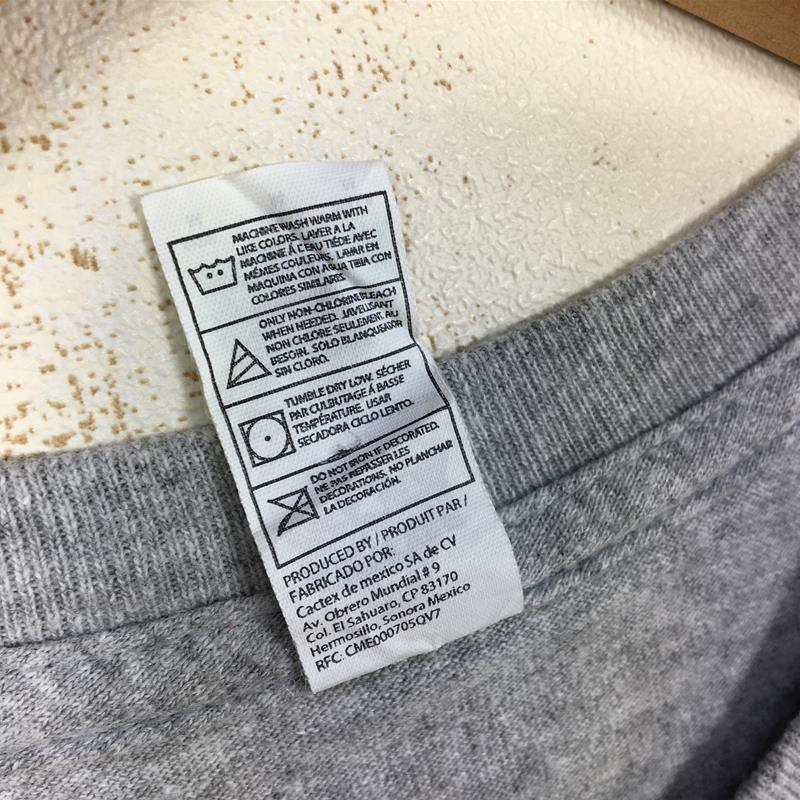 MACHINE WASH WARM WITH
LIKE COLORS. LAVER A LA
MACHINE À L'EAU TIÉDE AVEC
MÊMES COULEURS. LAVAR EN
MAQUINA CON AGUA TIBIA CON
COLORES SIMILARES.
ONLY NON-CHLORINE BLEACH
WHEN NEEDED. JAVELLISANT
NON CHLORE SEULEMENT AU
BESOIN. SOLO BLANQUEADOR
SIN CLORO.
TUMBLE DRY LOW. SÉCHER
PAR CULBUTAGE À BASSE
TEMPÉRATURE. USAR
SECADORA CICLO LENTO.
DO NOT IRON IF DECORATED.
NE PAS REPASSER LES
DECORATIONS. NO PLANCHAR
LA DECORACIÓN.
PRODUCED BY / PRODUIT PAR /
FABRICADO POR:
Cactex de mexico SA de CV
Av. Obrero Mundial # 9
Col. El Sahuaro, CP 83170
Hermosillo, Sonora Mexico
RFC: CME000705QV7